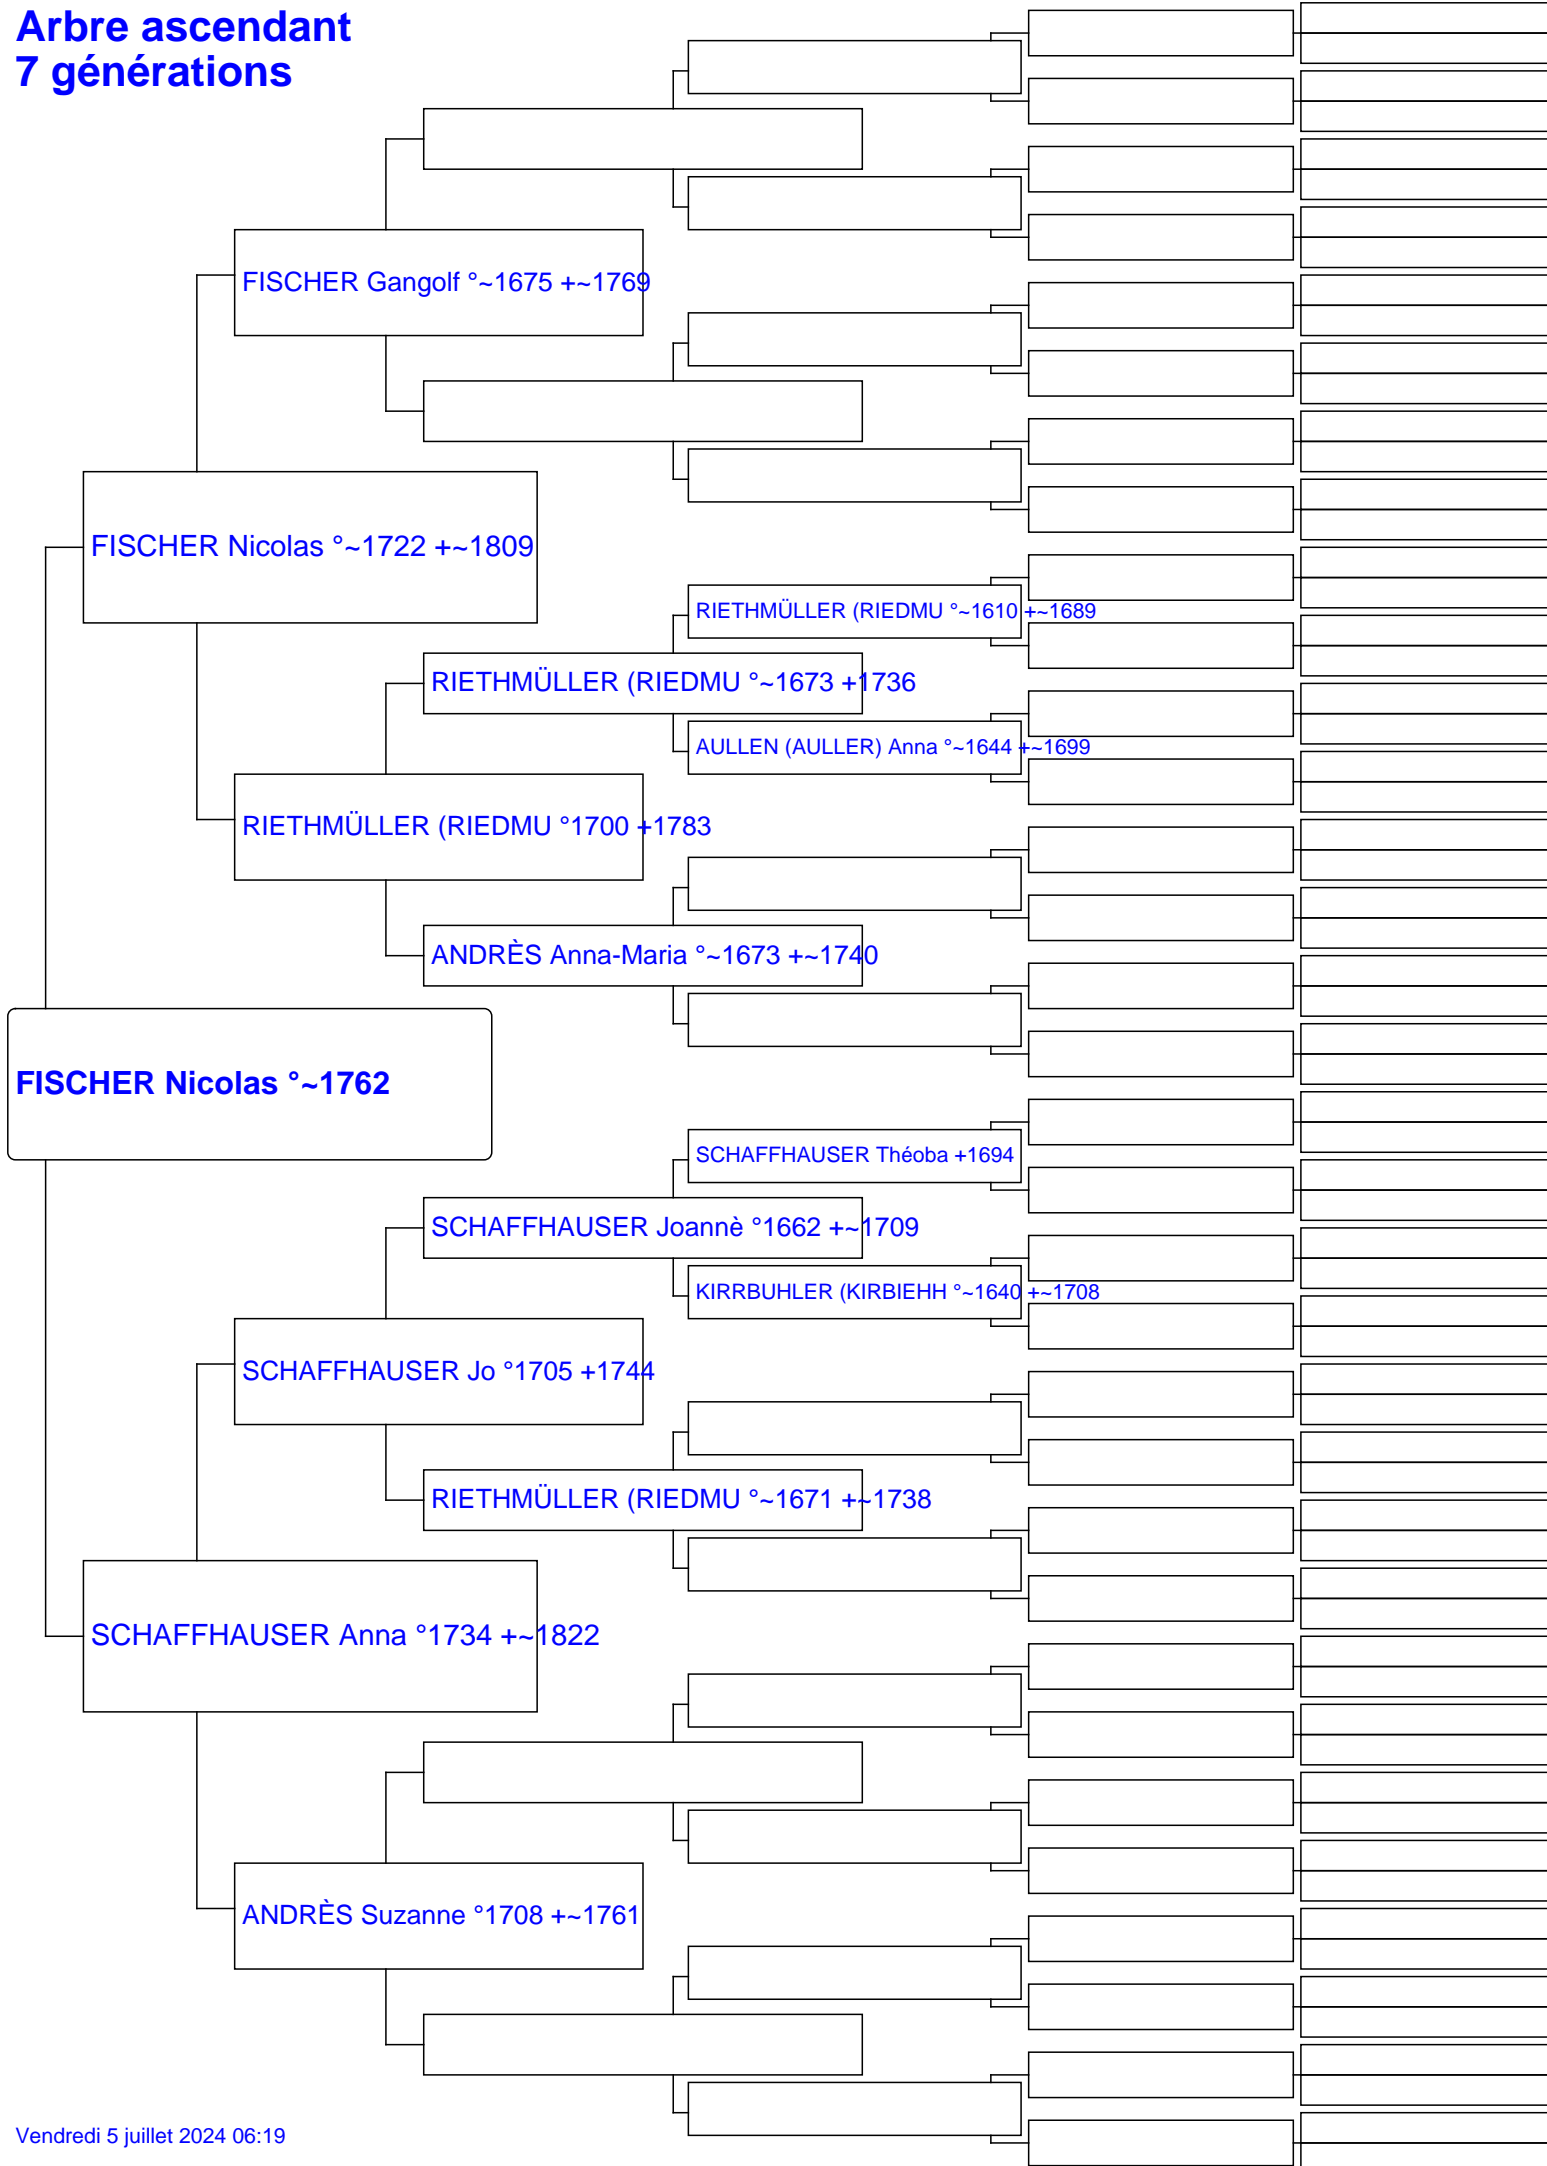 Arbre ascendant
7 générations
FISCHER Gangolf °~1675 +~1769
FISCHER Nicolas °~1722 +~1809
RIETHMÜLLER (RIEDMU °~1610 +~1689
RIETHMÜLLER (RIEDMU °~1673 +1736
AULLEN (AULLER) Anna °~1644 +~1699
RIETHMÜLLER (RIEDMU °1700 +1783
ANDRÈS Anna-Maria °~1673 +~1740
FISCHER Nicolas °~1762
SCHAFFHAUSER Théoba +1694
SCHAFFHAUSER Joannè °1662 +~1709
KIRRBUHLER (KIRBIEHH °~1640 +~1708
SCHAFFHAUSER Jo °1705 +1744
RIETHMÜLLER (RIEDMU °~1671 +~1738
SCHAFFHAUSER Anna °1734 +~1822
ANDRÈS Suzanne °1708 +~1761
Vendredi 5 juillet 2024 06:19